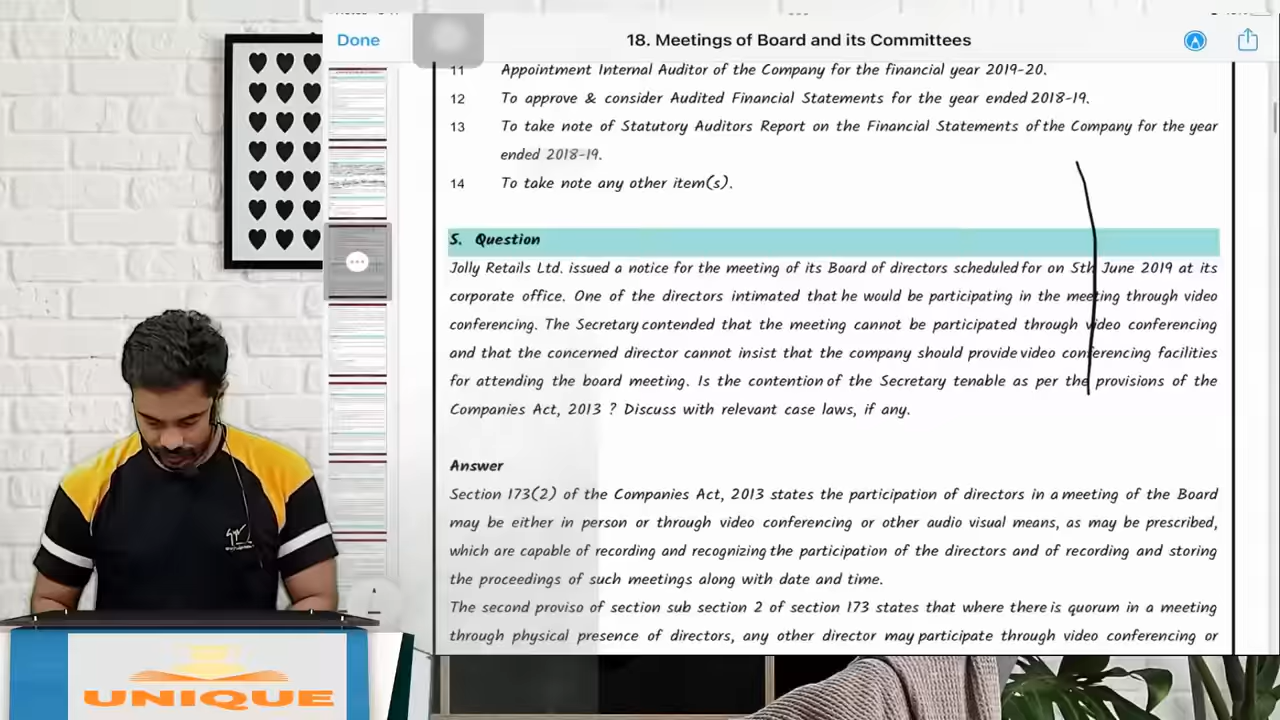 Done
18. Meetings of Board and its Committees
11 Appointment Internal Auditor of the Company for the financial year 2019-20.
12 To approve & consider Audited Financial Statements for the year ended 2018-19.
13 To take note of Statutory Auditors Report on the Financial Statements of the Company for the year
ended 2018-19.
14 To take note any other item(s).
5. Question
Jolly Retails Ltd. issued a notice for the meeting of its Board of directors scheduled for on 5th June 2019 at its
corporate office. One of the directors intimated that he would be participating in the meeting through video
conferencing. The Secretary contended that the meeting cannot be participated through video conferencing
and that the concerned director cannot insist that the company should provide video conferencing facilities
for attending the board meeting. Is the contention of the Secretary tenable as per the provisions of the
Companies Act, 2013 ? Discuss with relevant case laws, if any.
Answer
Section 173(2) of the Companies Act, 2013 states the participation of directors in a meeting of the Board
may be either in person or through video conferencing or other audio visual means, as may be prescribed,
which are capable of recording and recognizing the participation of the directors and of recording and storing
the proceedings of such meetings along with date and time.
The second proviso of section sub section 2 of section 173 states that where there is quorum in a meeting
through physical presence of directors, any other director may participate through video conferencing or
UNIQUE